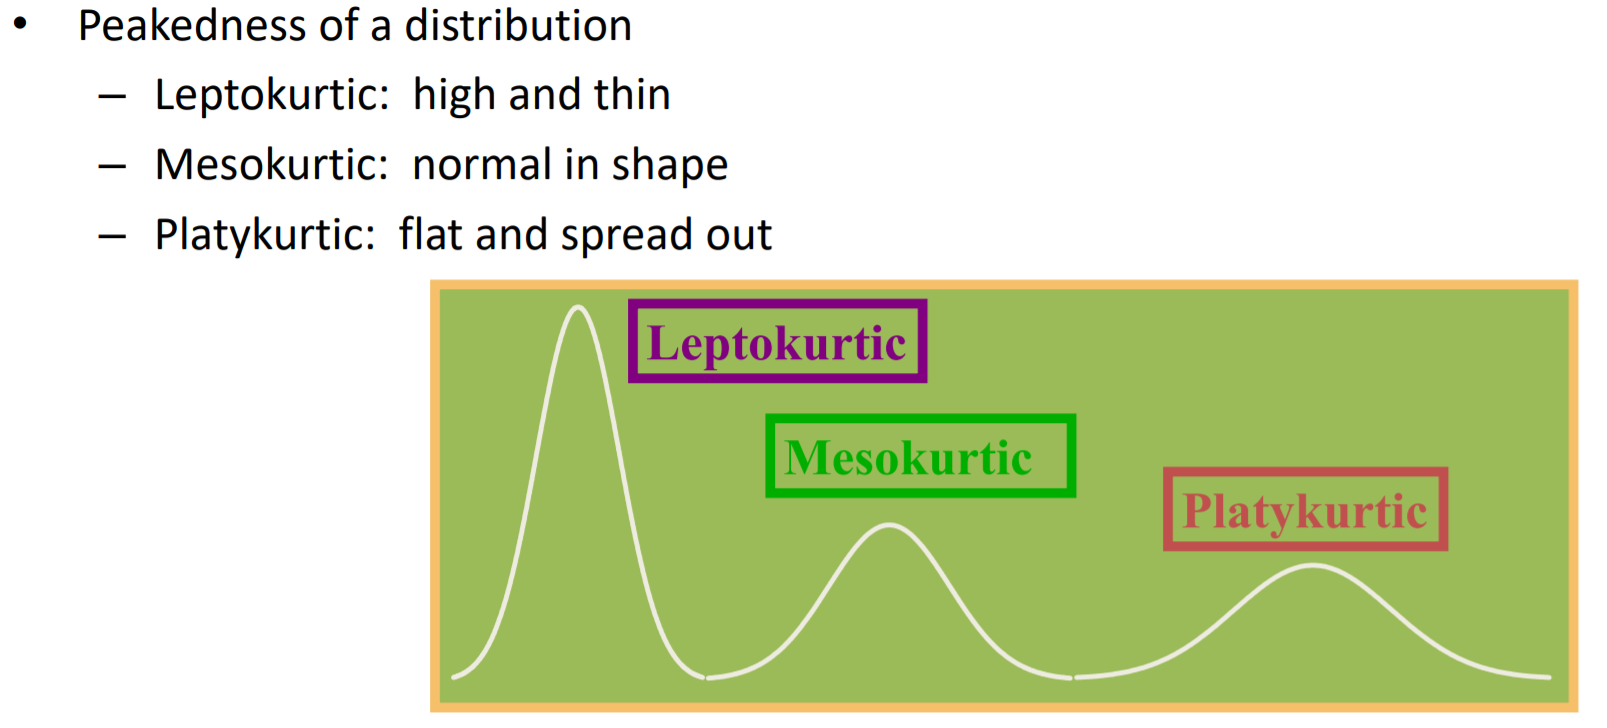 • Peakedness of a distribution
– Leptokurtic: high and thin
– Mesokurtic: normal in shape
– Platykurtic: flat and spread out
Leptokurtic
Mesokurtic
Platykurtic